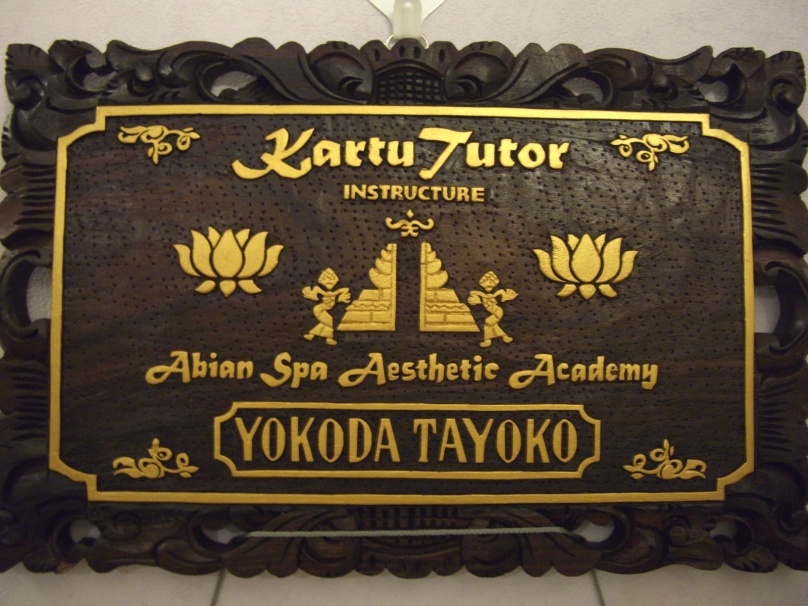 Kartu Tutor
INSTRUCTURE
Abian Spa Aesthetic Academy
YOKODA TAYOKO